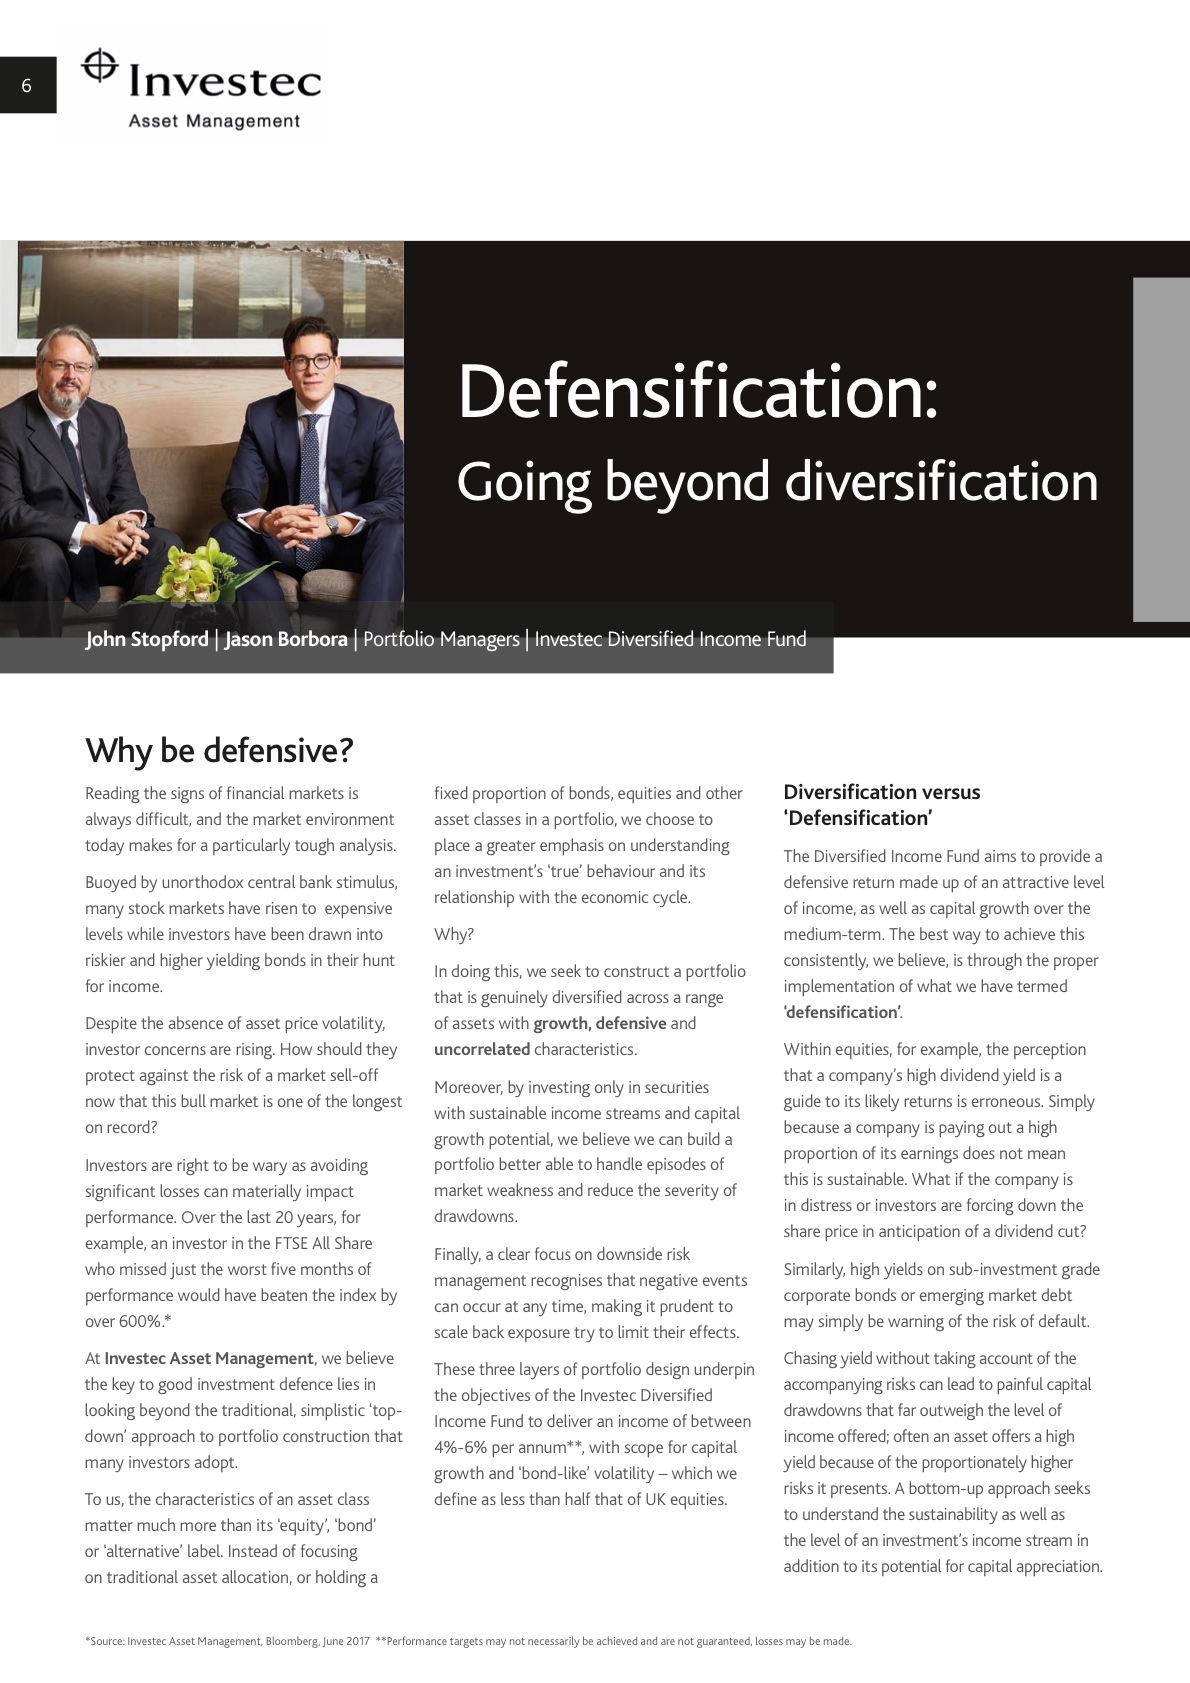 6
Investec
Asset Management
Defensification:
Going beyond diversification
John Stopford | Jason Borbora | Portfolio Managers | Investec Diversified Income Fund
Why be defensive?
Reading the signs of financial markets is
always difficult, and the market environment
today makes for a particularly tough analysis.
Buoyed by unorthodox central bank stimulus,
many stock markets have risen to  expensive
levels while investors have been drawn into
riskier and higher yielding bonds in their hunt
for income.
Despite the absence of asset price volatility,
investor concerns are rising. How should they
protect against the risk of a market sell-off
now that this bull market is one of the longest
on record?
Investors are right to be wary as avoiding
significant losses can materially impact
performance. Over the last 20 years, for
example, an investor in the FTSE All Share
who missed just the worst five months of
performance would have beaten the index by
over 600%.*
At Investec Asset Management, we believe
the key to good investment defence lies in
looking beyond the traditional, simplistic ‘top-
down’ approach to portfolio construction that
many investors adopt.
To us, the characteristics of an asset class
matter much more than its ‘equity’, ‘bond’
or ‘alternative’ label. Instead of focusing
on traditional asset allocation, or holding a
fixed proportion of bonds, equities and other
asset classes in a portfolio, we choose to
place a greater emphasis on understanding
an investment’s ‘true’ behaviour and its
relationship with the economic cycle.
Why?
In doing this, we seek to construct a portfolio
that is genuinely diversified across a range
of assets with growth, defensive and
uncorrelated characteristics.
Moreover, by investing only in securities
with sustainable income streams and capital
growth potential, we believe we can build a
portfolio better able to handle episodes of
market weakness and reduce the severity of
drawdowns.
Finally, a clear focus on downside risk
management recognises that negative events
can occur at any time, making it prudent to
scale back exposure try to limit their effects.
These three layers of portfolio design underpin
the objectives of the Investec Diversified
Income Fund to deliver an income of between
4%-6% per annum**, with scope for capital
growth and ‘bond-like’ volatility – which we
define as less than half that of UK equities.
Diversification versus
‘Defensification’
The Diversified Income Fund aims to provide a
defensive return made up of an attractive level
of income, as well as capital growth over the
medium-term. The best way to achieve this
consistently, we believe, is through the proper
implementation of what we have termed
‘defensification’.
Within equities, for example, the perception
that a company’s high dividend yield is a
guide to its likely returns is erroneous. Simply
because a company is paying out a high
proportion of its earnings does not mean
this is sustainable. What if the company is
in distress or investors are forcing down the
share price in anticipation of a dividend cut?
Similarly, high yields on sub-investment grade
corporate bonds or emerging market debt
may simply be warning of the risk of default.
Chasing yield without taking account of the
accompanying risks can lead to painful capital
drawdowns that far outweigh the level of
income offered; often an asset offers a high
yield because of the proportionately higher
risks it presents. A bottom-up approach seeks
to understand the sustainability as well as
the level of an investment’s income stream in
addition to its potential for capital appreciation.
*Source: Investec Asset Management, Bloomberg, June 2017  **Performance targets may not necessarily be achieved and are not guaranteed, losses may be made.